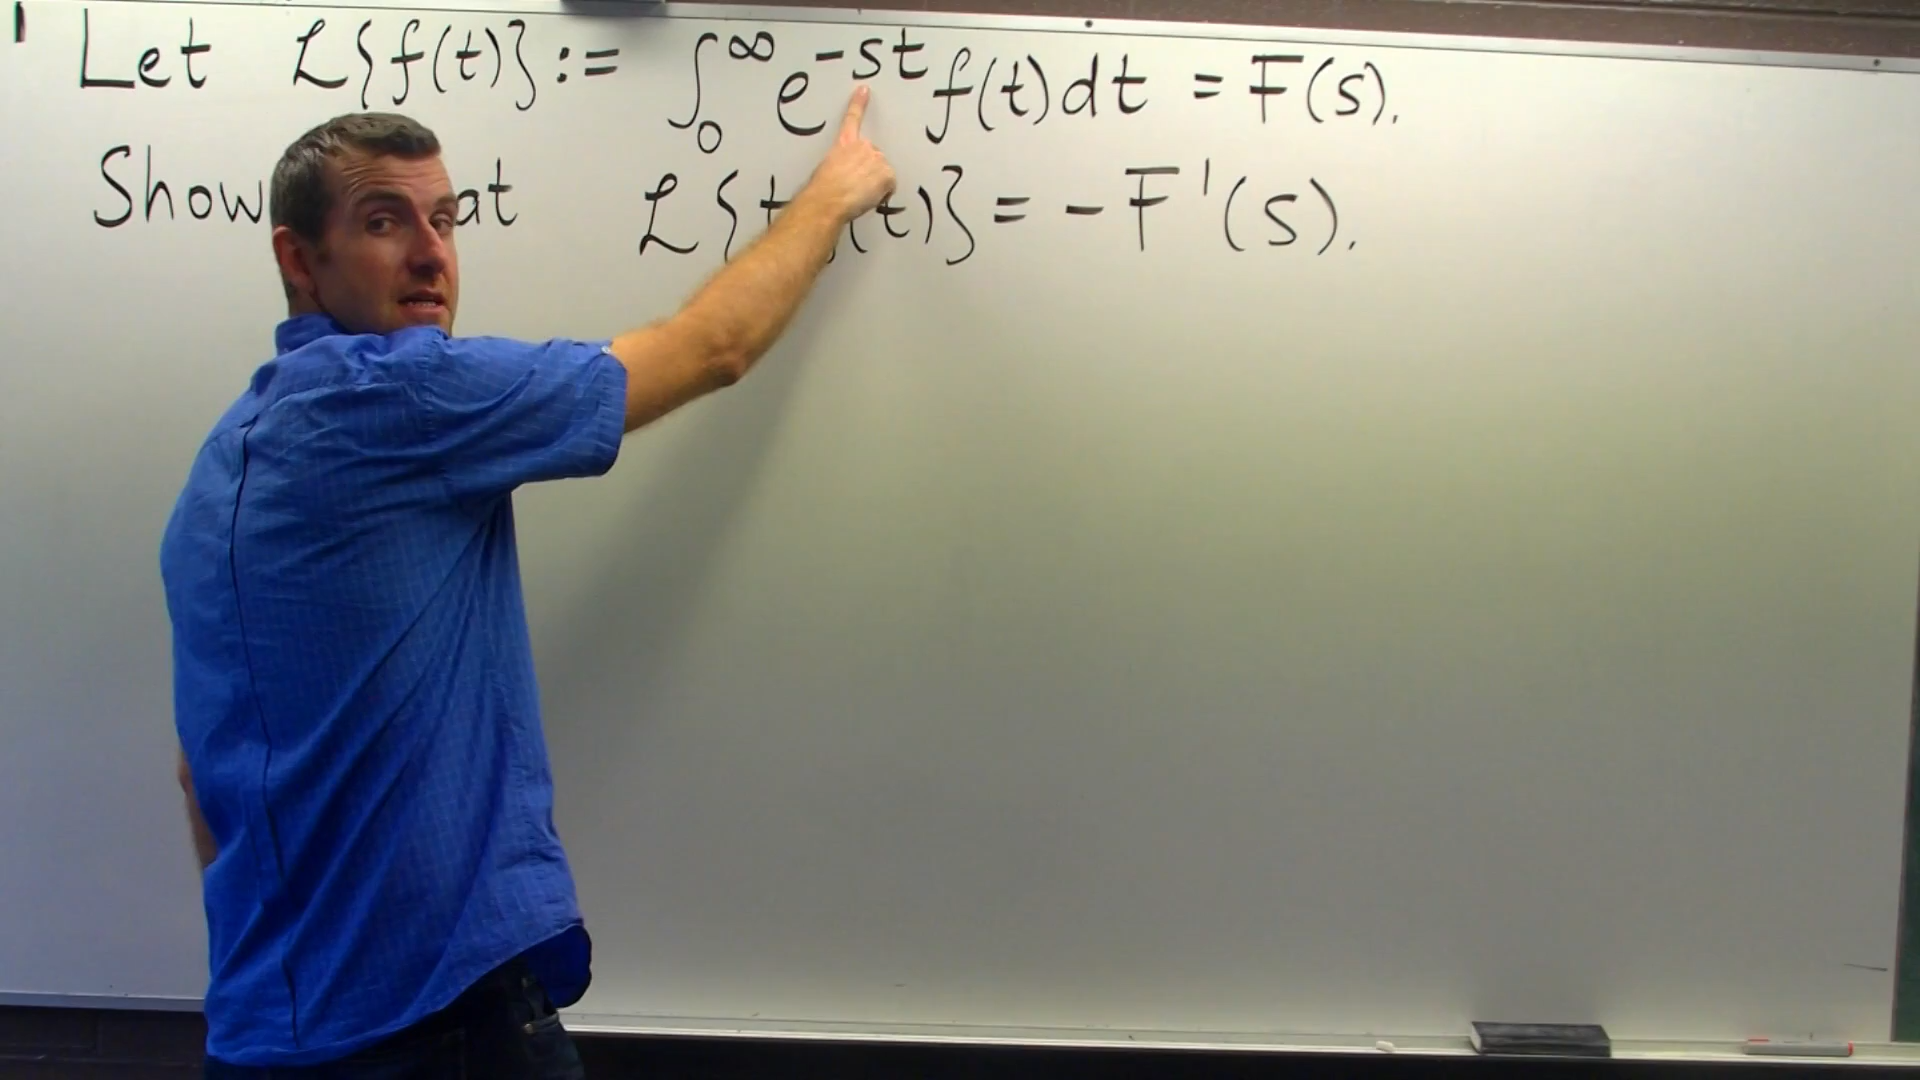 Let ℒ{f(t)} := ∫₀^∞ e^{-st} f(t) dt = F(s).
Show at ℒ{t (t)} = -F'(s).